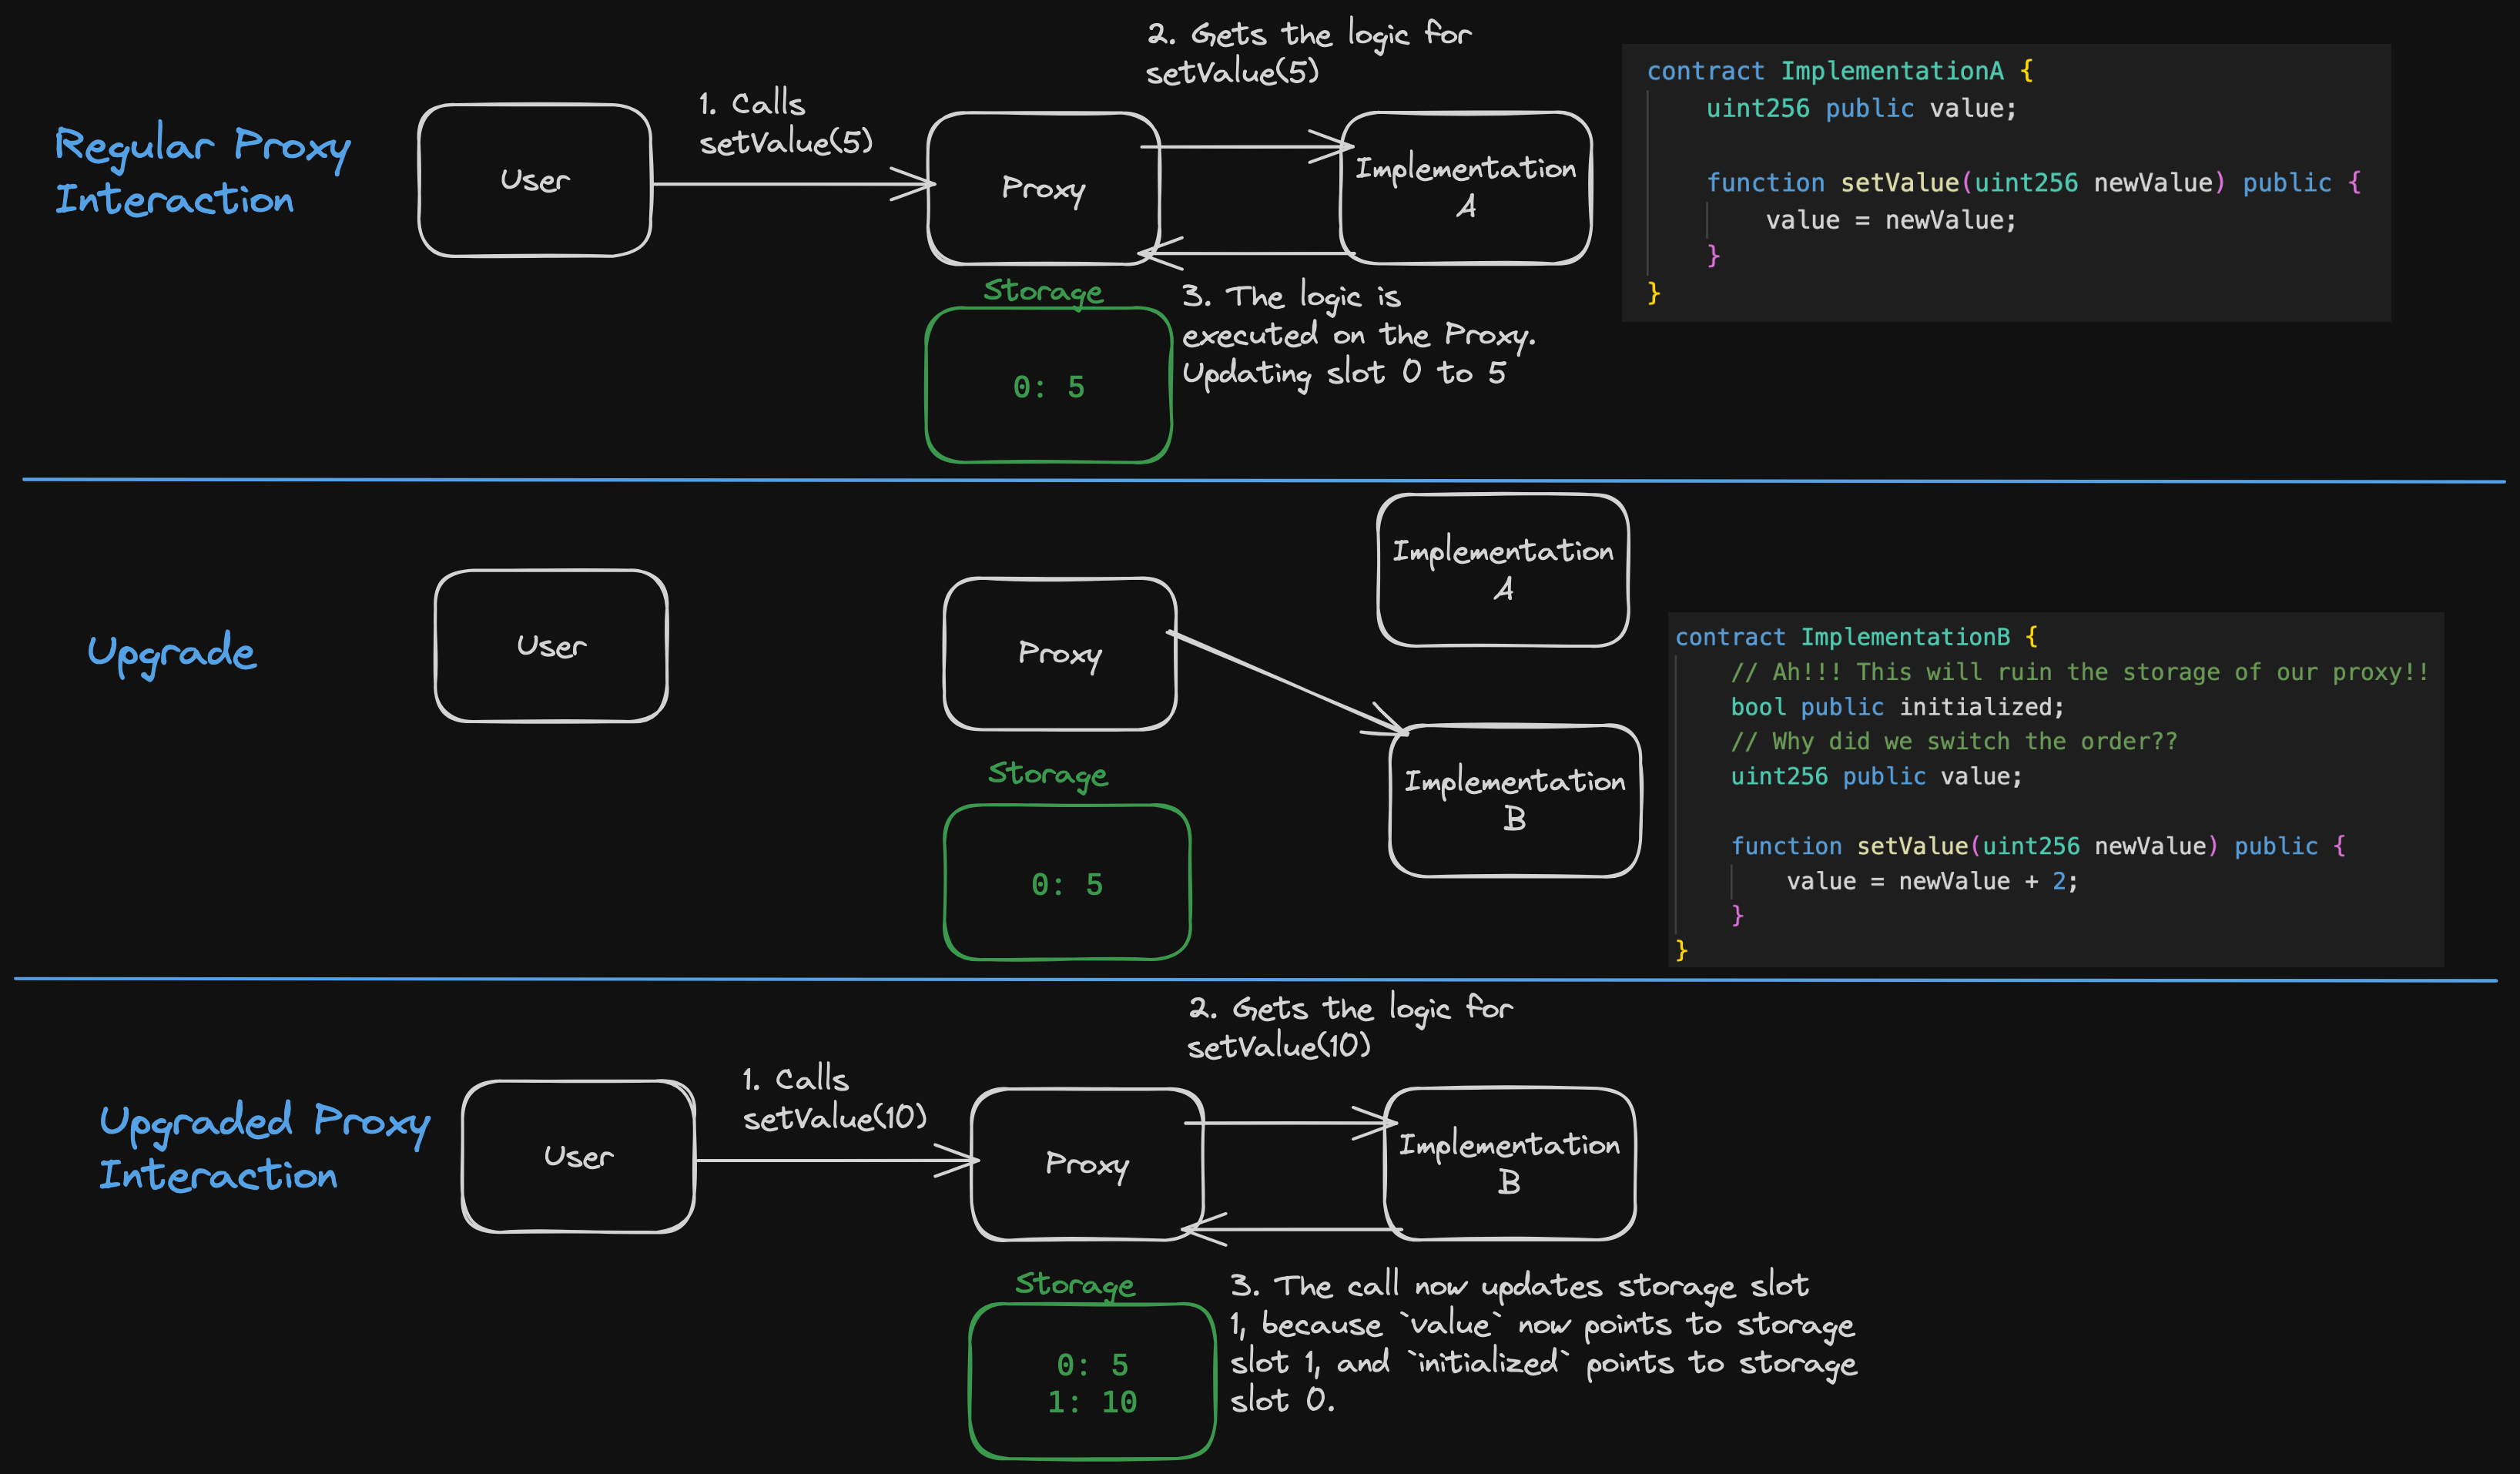 Regular Proxy
Interaction
User
1. Calls
setValue(5)
Proxy
2. Gets the logic for
setValue(5)
Implementation
A
Storage
0: 5
3. The logic is
executed on the Proxy.
Updating slot 0 to 5
contract ImplementationA {
    uint256 public value;
    function setValue(uint256 newValue) public {
        value = newValue;
    }
}
Upgrade
User
Proxy
Implementation
A
Implementation
B
Storage
0: 5
contract ImplementationB {
    // Ah!!! This will ruin the storage of our proxy!!
    bool public initialized;
    // Why did we switch the order??
    uint256 public value;
    function setValue(uint256 newValue) public {
        value = newValue + 2;
    }
}
Upgraded Proxy
Interaction
User
1. Calls
setValue(10)
Proxy
2. Gets the logic for
setValue(10)
Implementation
B
Storage
0: 5
1: 10
3. The call now updates storage slot
1, because `value` now points to storage
slot 1, and `initialized` points to storage
slot 0.